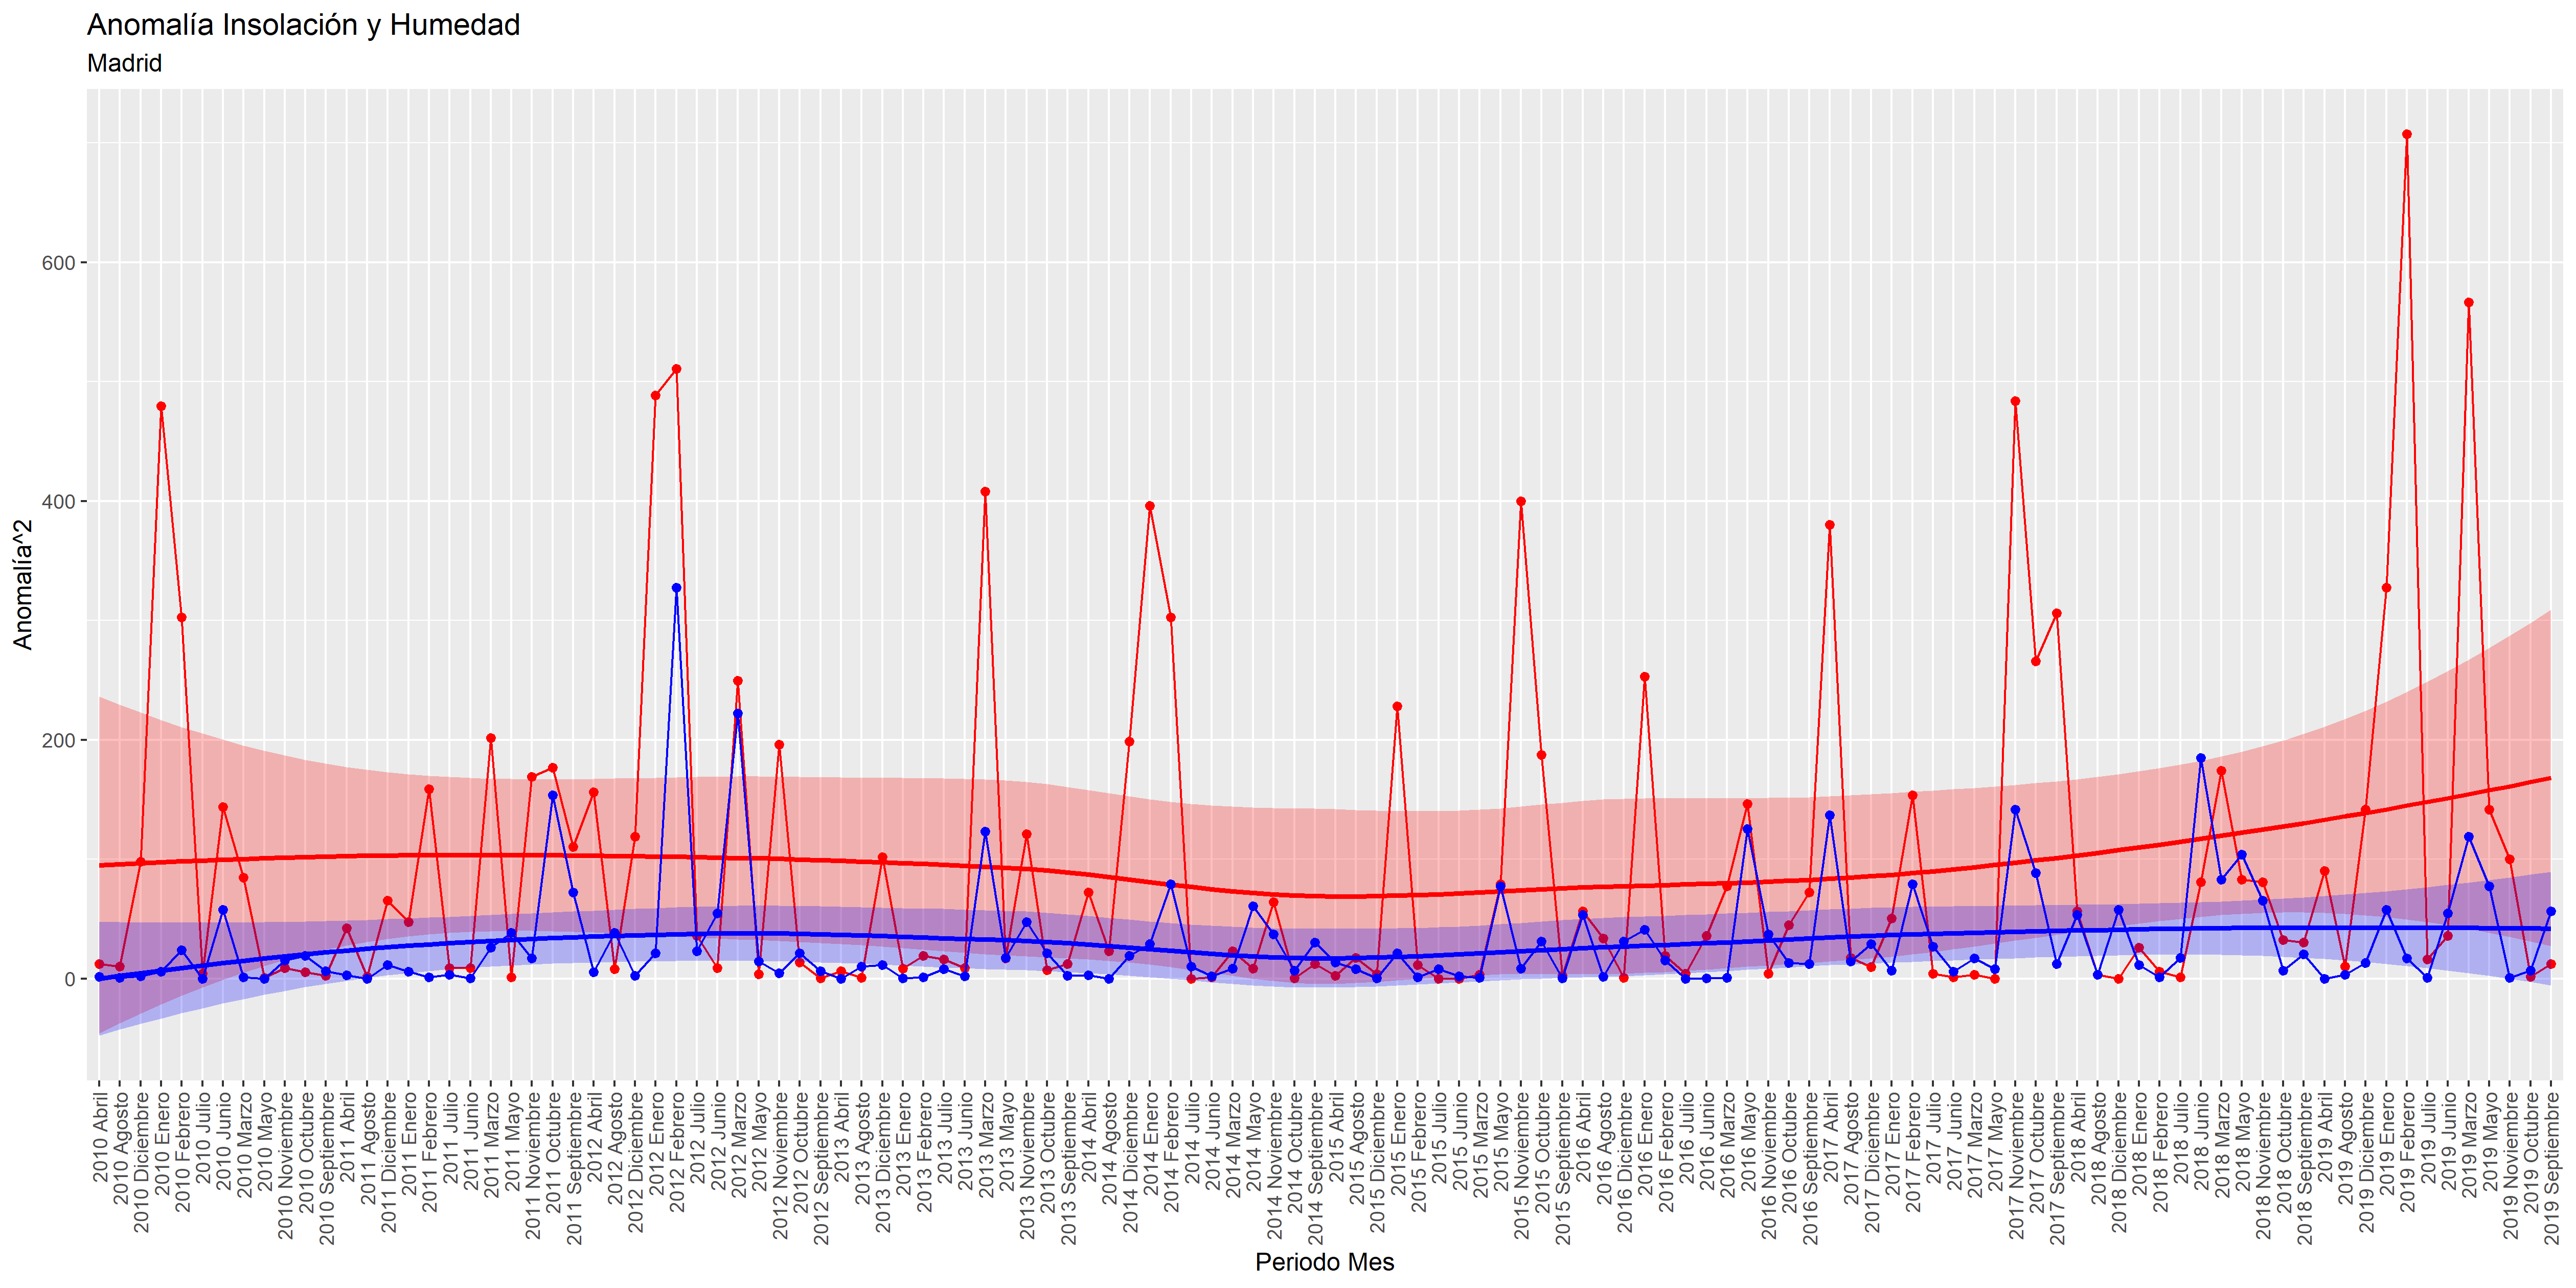 Anomalía Insolación y Humedad
Madrid
Anomalía^2
600
400
200
0
2010 Abril
2010 Agosto
2010 Diciembre
2010 Enero
2010 Febrero
2010 Julio
2010 Junio
2010 Marzo
2010 Mayo
2010 Noviembre
2010 Octubre
2010 Septiembre
2011 Abril
2011 Agosto
2011 Diciembre
2011 Enero
2011 Febrero
2011 Julio
2011 Junio
2011 Marzo
2011 Mayo
2011 Noviembre
2011 Octubre
2011 Septiembre
2012 Abril
2012 Agosto
2012 Diciembre
2012 Enero
2012 Febrero
2012 Julio
2012 Junio
2012 Marzo
2012 Mayo
2012 Noviembre
2012 Octubre
2012 Septiembre
2013 Abril
2013 Agosto
2013 Diciembre
2013 Enero
2013 Febrero
2013 Julio
2013 Junio
2013 Marzo
2013 Mayo
2013 Noviembre
2013 Octubre
2013 Septiembre
2014 Abril
2014 Agosto
2014 Diciembre
2014 Enero
2014 Febrero
2014 Julio
2014 Junio
2014 Marzo
2014 Mayo
2014 Noviembre
2014 Octubre
2014 Septiembre
2015 Abril
2015 Agosto
2015 Diciembre
2015 Enero
2015 Febrero
2015 Julio
2015 Junio
2015 Marzo
2015 Mayo
2015 Noviembre
2015 Octubre
2015 Septiembre
2016 Abril
2016 Agosto
2016 Diciembre
2016 Enero
2016 Febrero
2016 Julio
2016 Junio
2016 Marzo
2016 Mayo
2016 Noviembre
2016 Octubre
2016 Septiembre
2017 Abril
2017 Agosto
2017 Diciembre
2017 Enero
2017 Febrero
2017 Julio
2017 Junio
2017 Marzo
2017 Mayo
2017 Noviembre
2017 Octubre
2017 Septiembre
2018 Abril
2018 Agosto
2018 Diciembre
2018 Enero
2018 Febrero
2018 Julio
2018 Junio
2018 Marzo
2018 Mayo
2018 Noviembre
2018 Octubre
2018 Septiembre
2019 Abril
2019 Agosto
2019 Diciembre
2019 Enero
2019 Febrero
2019 Julio
2019 Junio
2019 Marzo
2019 Mayo
2019 Noviembre
2019 Octubre
2019 Septiembre
Periodo Mes